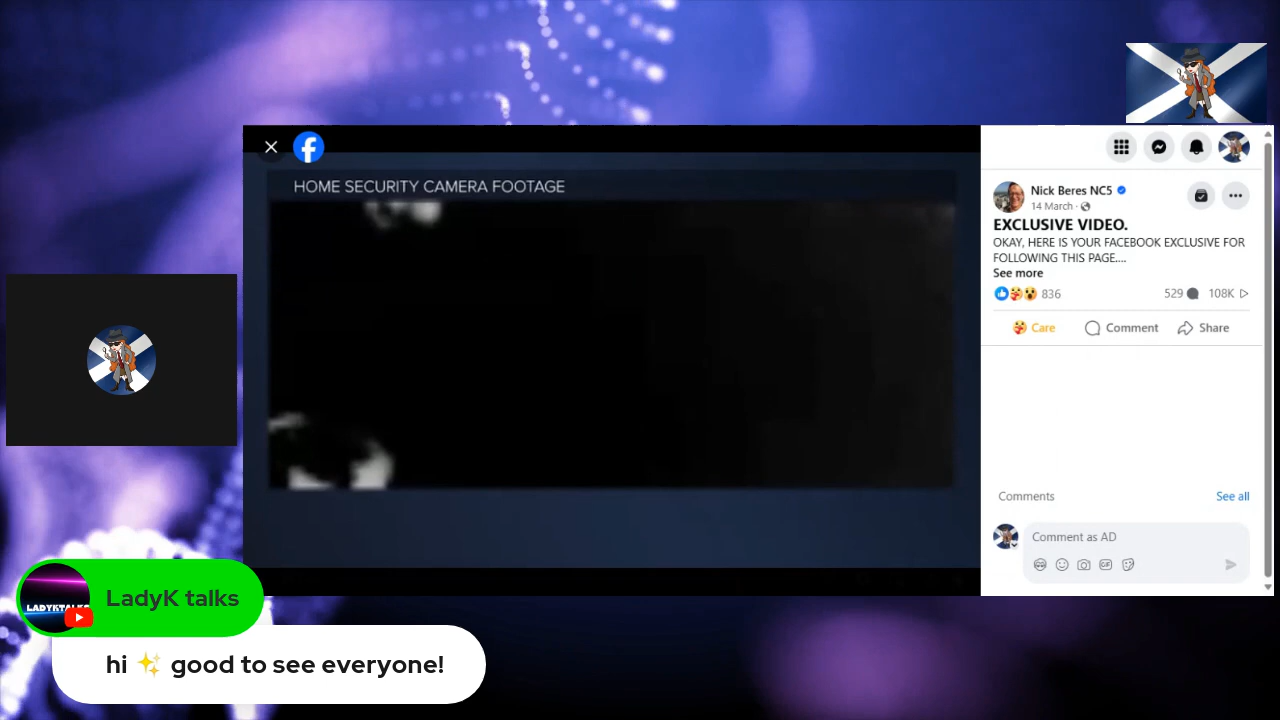 HOME SECURITY CAMERA FOOTAGE
Nick Beres NC5
14 March ·
EXCLUSIVE VIDEO.
OKAY, HERE IS YOUR FACEBOOK EXCLUSIVE FOR
FOLLOWING THIS PAGE....
See more
836
529
108K
Care
Comment
Share
Comments
See all
Comment as AD
GIF
LADYKTALKS
LadyK talks
hi ✨ good to see everyone!